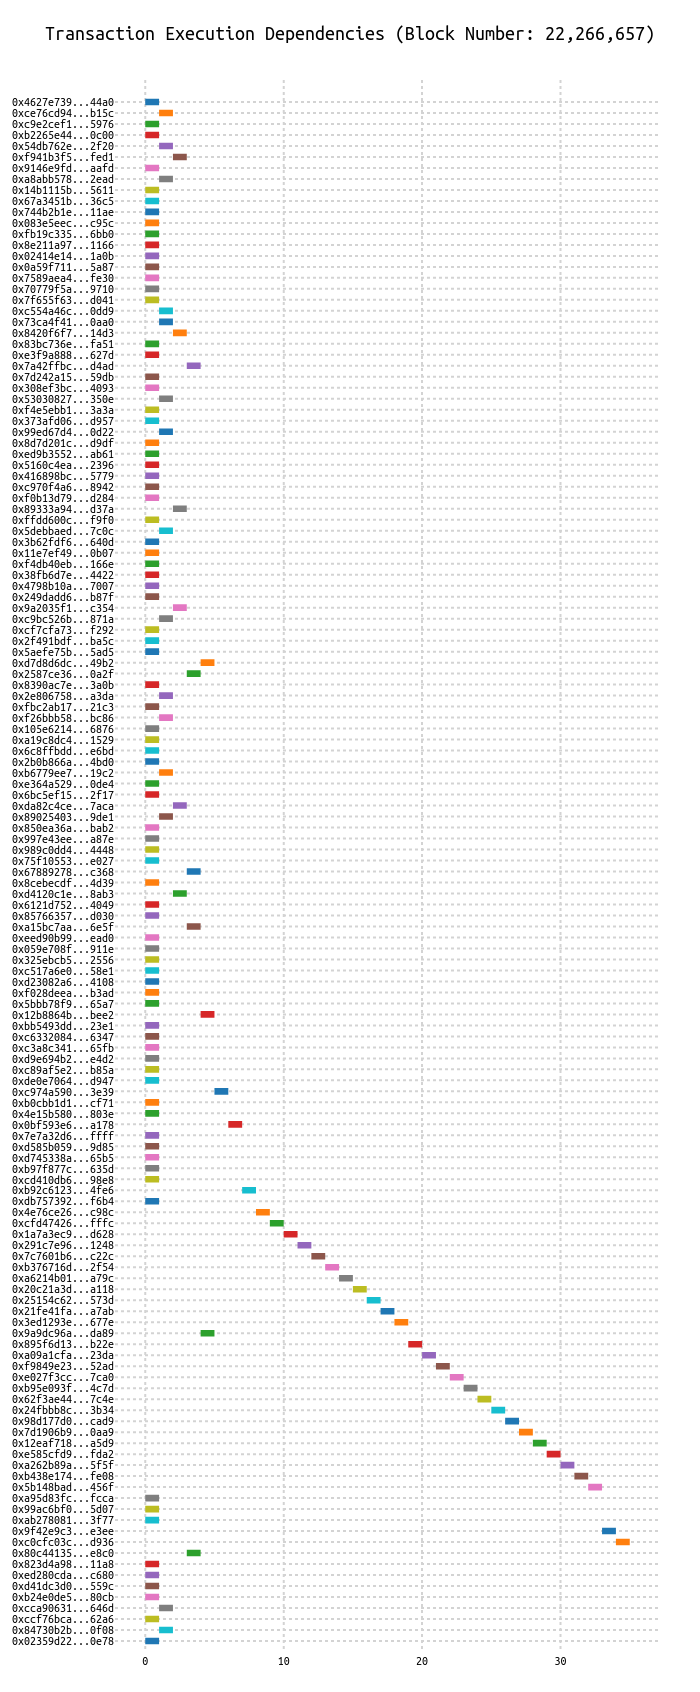 Transaction Execution Dependencies (Block Number: 22,266,657)
0x4627e739...44a0
0xce76cd94...b15c
0xc9e2cef1...5976
0xb2265e44...0c00
0x54db762e...2f20
0xf941b3f5...fed1
0x9146e9fd...aafd
0xa8abb578...2ead
0x14b1115b...5611
0x67a3451b...36c5
0x744b2b1e...11ae
0x083e5eec...c95c
0xfb19c335...6bb0
0x8e211a97...1166
0x02414e14...1a0b
0x0a59f711...5a87
0x7589aea4...fe30
0x70779f5a...9710
0x7f655f63...d041
0xc554a46c...0dd9
0x73ca4f41...0aa0
0x8420f6f7...14d3
0x83bc736e...fa51
0xe3f9a888...627d
0x7a42ffbc...d4ad
0x7d242a15...59db
0x308ef3bc...4093
0x53030827...350e
0xf4e5ebb1...3a3a
0x373afd06...d957
0x99ed67d4...0d22
0x8d7d201c...d9df
0xed9b3552...ab61
0x5160c4ea...2396
0x416898bc...5779
0xc970f4a6...8942
0xf0b13d79...d284
0x89333a94...d37a
0xffdd600c...f9f0
0x5debbaed...7c0c
0x3b62fdf6...640d
0x11e7ef49...0b07
0xf4db40eb...166e
0x38fb6d7e...4422
0x4798b10a...7007
0x249dadd6...b87f
0x9a2035f1...c354
0xc9bc526b...871a
0xcf7cfa73...f292
0x2f491bdf...ba5c
0x5aefe75b...5ad5
0xd7d8d6dc...49b2
0x2587ce36...0a2f
0x8390ac7e...3a0b
0x2e806758...a3da
0xfbc2ab17...21c3
0xf26bbb58...bc86
0x105e6214...6876
0xa19c8dc4...1529
0x6c8ffbdd...e6bd
0x2b0b866a...4bd0
0xb6779ee7...19c2
0xe364a529...0de4
0x6bc5ef15...2f17
0xda82c4ce...7aca
0x89025403...9de1
0x850ea36a...bab2
0x997e43ee...a87e
0x989c0dd4...4448
0x75f10553...e027
0x67889278...c368
0x8cebecdf...4d39
0xd4120c1e...8ab3
0x6121d752...4049
0x85766357...d030
0xa15bc7aa...6e5f
0xeed90b99...ead0
0x059e708f...911e
0x325ebcb5...2556
0xc517a6e0...58e1
0xd23082a6...4108
0xf028deea...b3ad
0x5bbb78f9...65a7
0x12b8864b...bee2
0xbb5493dd...23e1
0xc6332084...6347
0xc3a8c341...65fb
0xd9e694b2...e4d2
0xc89af5e2...b85a
0xde0e7064...d947
0xc974a590...3e39
0xb0cbb1d1...cf71
0x4e15b580...803e
0x0bf593e6...a178
0x7e7a32d6...ffff
0xd585b059...9d85
0xd745338a...65b5
0xb97f877c...635d
0xcd410db6...98e8
0xb92c6123...4fe6
0xdb757392...f6b4
0x4e76ce26...c98c
0xcfd47426...fffc
0x1a7a3ec9...d628
0x291c7e96...1248
0x7c7601b6...c22c
0xb376716d...2f54
0xa6214b01...a79c
0x20c21a3d...a118
0x25154c62...573d
0x21fe41fa...a7ab
0x3ed1293e...677e
0x9a9dc96a...da89
0x895f6d13...b22e
0xa09a1cfa...23da
0xf9849e23...52ad
0xe027f3cc...7ca0
0xb95e093f...4c7d
0x62f3ae44...7c4e
0x24fbbb8c...3b34
0x98d177d0...cad9
0x7d1906b9...0aa9
0x12eaf718...a5d9
0xe585cfd9...fda2
0xa262b89a...5f5f
0xb438e174...fe08
0x5b148bad...456f
0xa95d83fc...fcca
0x99ac6bf0...5d07
0xab278081...3f77
0x9f42e9c3...e3ee
0xc0cfc03c...d936
0x80c44135...e8c0
0x823d4a98...11a8
0xed280cda...c680
0xd41dc3d0...559c
0xb24e0de5...80cb
0xcca90631...646d
0xccf76bca...62a6
0x84730b2b...0f08
0x02359d22...0e78
0 10 20 30